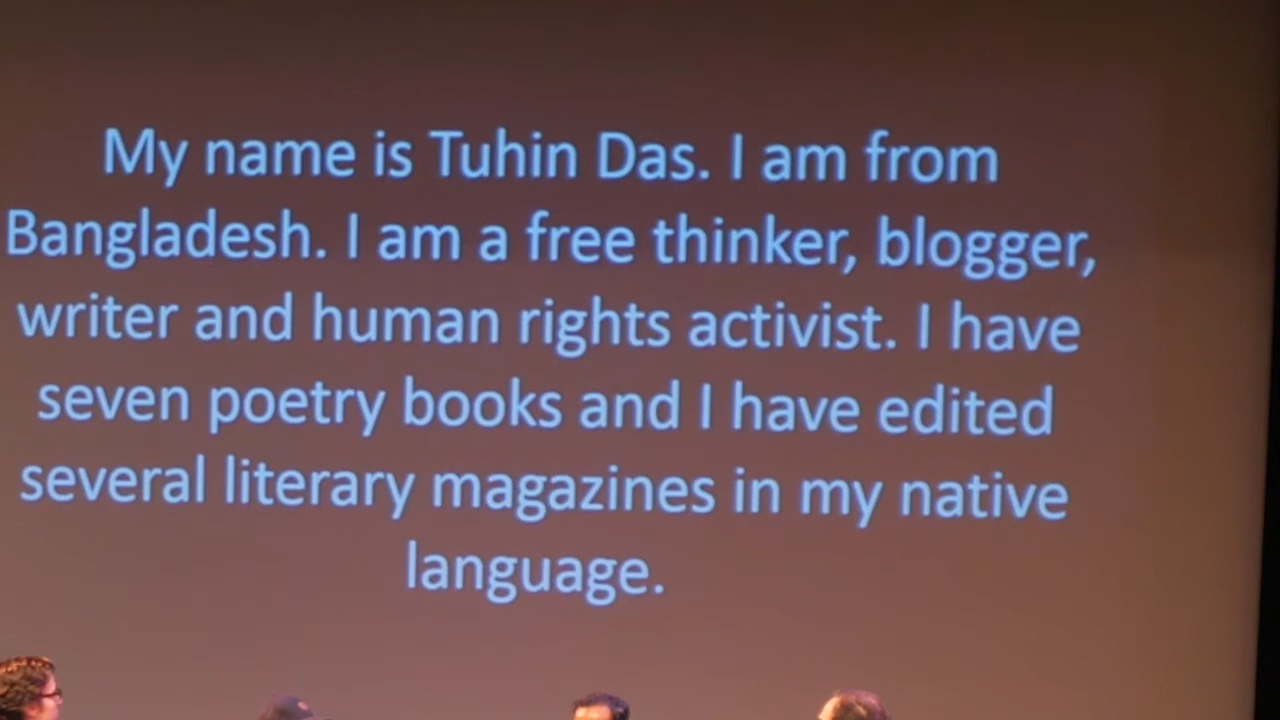 My name is Tuhin Das. I am from
Bangladesh. I am a free thinker, blogger,
writer and human rights activist. I have
seven poetry books and I have edited
several literary magazines in my native
language.